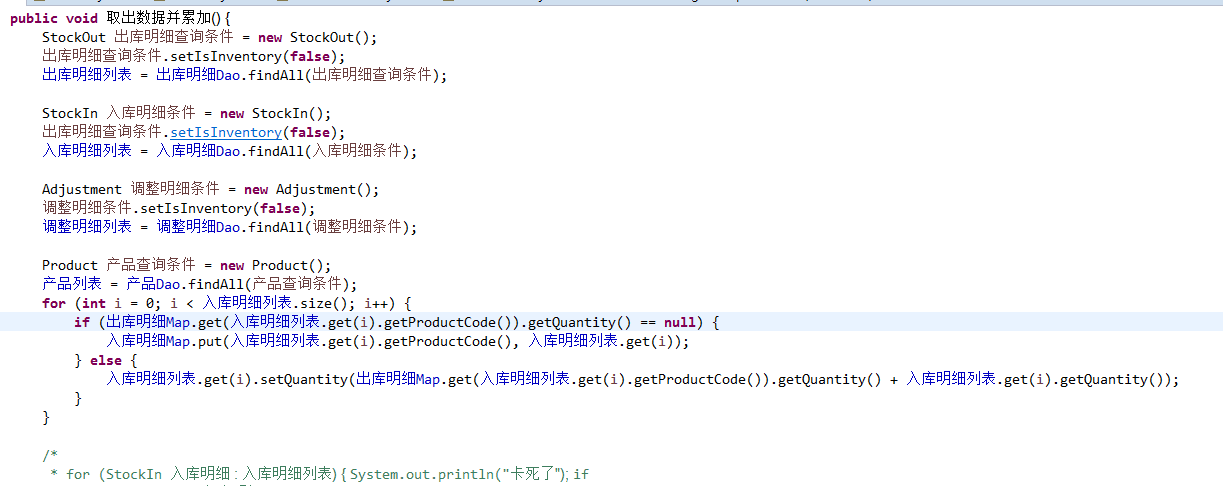 public void 取出数据并累加() {
StockOut 出库明细查询条件 = new StockOut();
出库明细查询条件.setIsInventory(false);
出库明细列表 = 出库明细Dao.findAll(出库明细查询条件);
StockIn 入库明细条件 = new StockIn();
出库明细查询条件.setIsInventory(false);
入库明细列表 = 入库明细Dao.findAll(入库明细条件);
Adjustment 调整明细条件 = new Adjustment();
调整明细条件.setIsInventory(false);
调整明细列表 = 调整明细Dao.findAll(调整明细条件);
Product 产品查询条件 = new Product();
产品列表 = 产品Dao.findAll(产品查询条件);
for (int i = 0; i < 入库明细列表.size(); i++) {
if (出库明细Map.get(入库明细列表.get(i).getProductCode()).getQuantity() == null) {
入库明细Map.put(入库明细列表.get(i).getProductCode(), 入库明细列表.get(i));
} else {
入库明细列表.get(i).setQuantity(出库明细Map.get(入库明细列表.get(i).getProductCode()).getQuantity() + 入库明细列表.get(i).getQuantity());
}
}
/*
* for (StockIn 入库明细 : 入库明细列表) { System.out.println("卡死了"); if